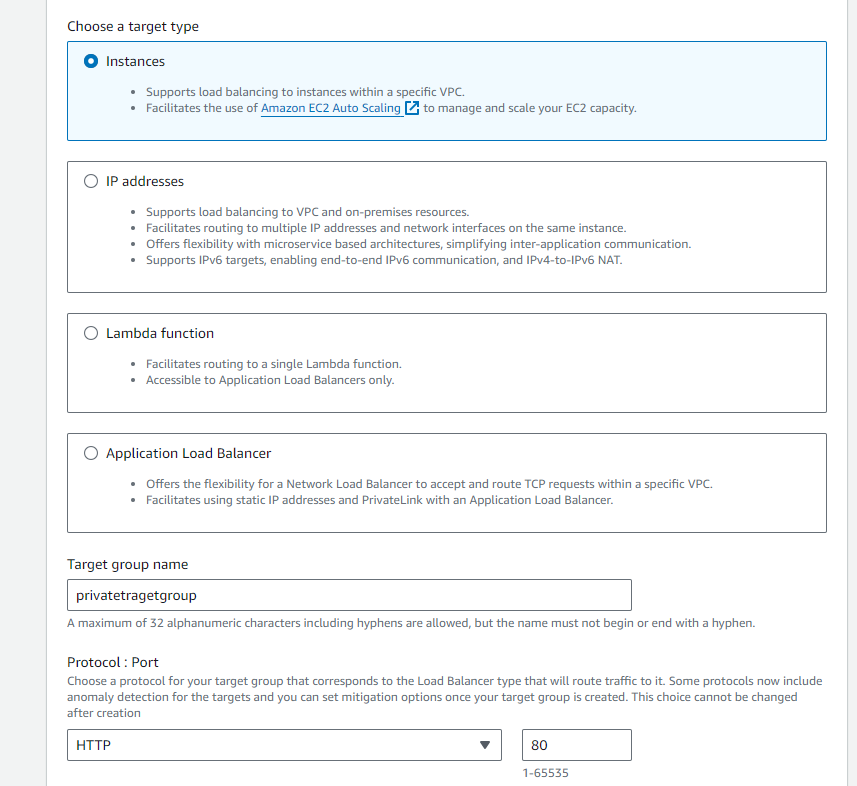 Choose a target type
Instances
Supports load balancing to instances within a specific VPC.
Facilitates the use of Amazon EC2 Auto Scaling to manage and scale your EC2 capacity.
IP addresses
Supports load balancing to VPC and on-premises resources.
Facilitates routing to multiple IP addresses and network interfaces on the same instance.
Offers flexibility with microservice based architectures, simplifying inter-application communication.
Supports IPv6 targets, enabling end-to-end IPv6 communication, and IPv4-to-IPv6 NAT.
Lambda function
Facilitates routing to a single Lambda function.
Accessible to Application Load Balancers only.
Application Load Balancer
Offers the flexibility for a Network Load Balancer to accept and route TCP requests within a specific VPC.
Facilitates using static IP addresses and PrivateLink with an Application Load Balancer.
Target group name
privatetragetgroup
A maximum of 32 alphanumeric characters including hyphens are allowed, but the name must not begin or end with a hyphen.
Protocol : Port
Choose a protocol for your target group that corresponds to the Load Balancer type that will route traffic to it. Some protocols now include
anomaly detection for the targets and you can set mitigation options once your target group is created. This choice cannot be changed
after creation
HTTP
80
1-65535